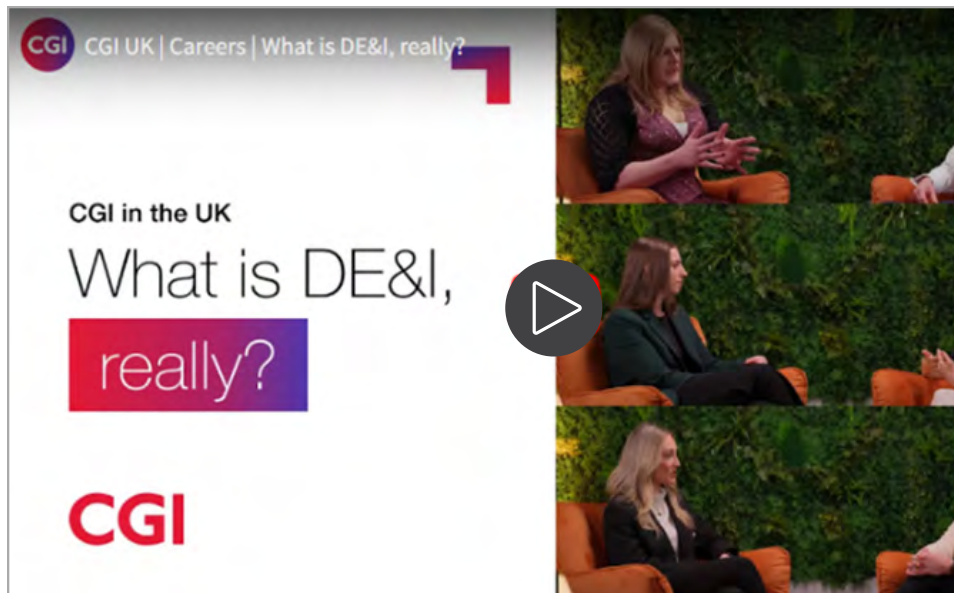 CGI CGI UK | Careers | What is DE&I, really?
CGI in the UK
What is DE&I,
really?
CGI